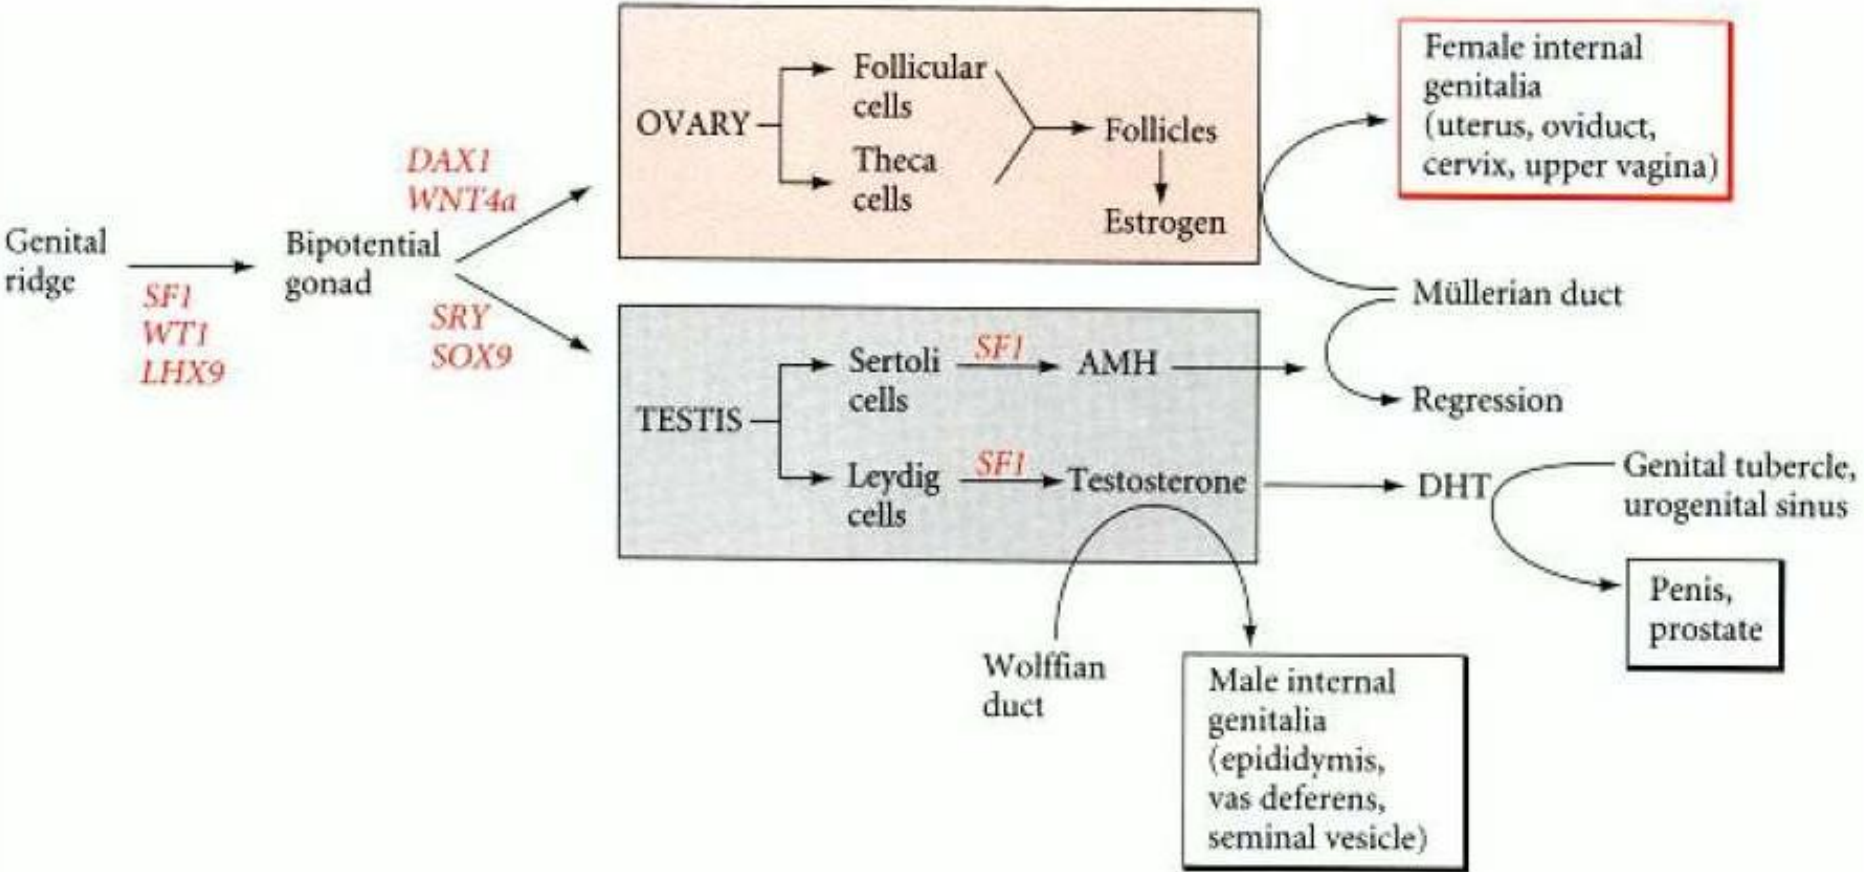 Genital
ridge
SF1
WT1
LHX9
Bipotential
gonad
DAX1
WNT4a
SRY
SOX9
OVARY
Follicular
cells
Theca
cells
Follicles
Estrogen
Female internal
genitalia
(uterus, oviduct,
cervix, upper vagina)
Müllerian duct
Regression
TESTIS
Sertoli
cells
SF1
AMH
Leydig
cells
SF1
Testosterone
DHT
Genital tubercle,
urogenital sinus
Penis,
prostate
Wolffian
duct
Male internal
genitalia
(epididymis,
vas deferens,
seminal vesicle)